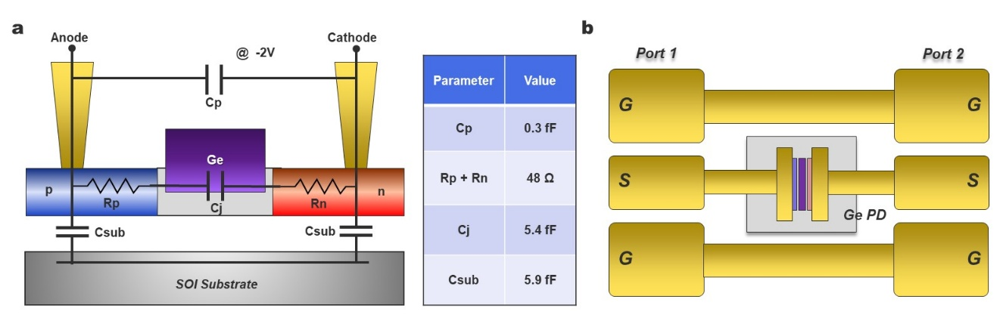 a
Anode
Cathode
@ -2V
Cp
Ge
p
Rp
Cj
Rn
n
Csub
Csub
SOI Substrate
Parameter
Value
Cp
0.3 fF
Rp + Rn
48 Ω
Cj
5.4 fF
Csub
5.9 fF
b
Port 1
Port 2
G
G
S
S
Ge PD
G
G